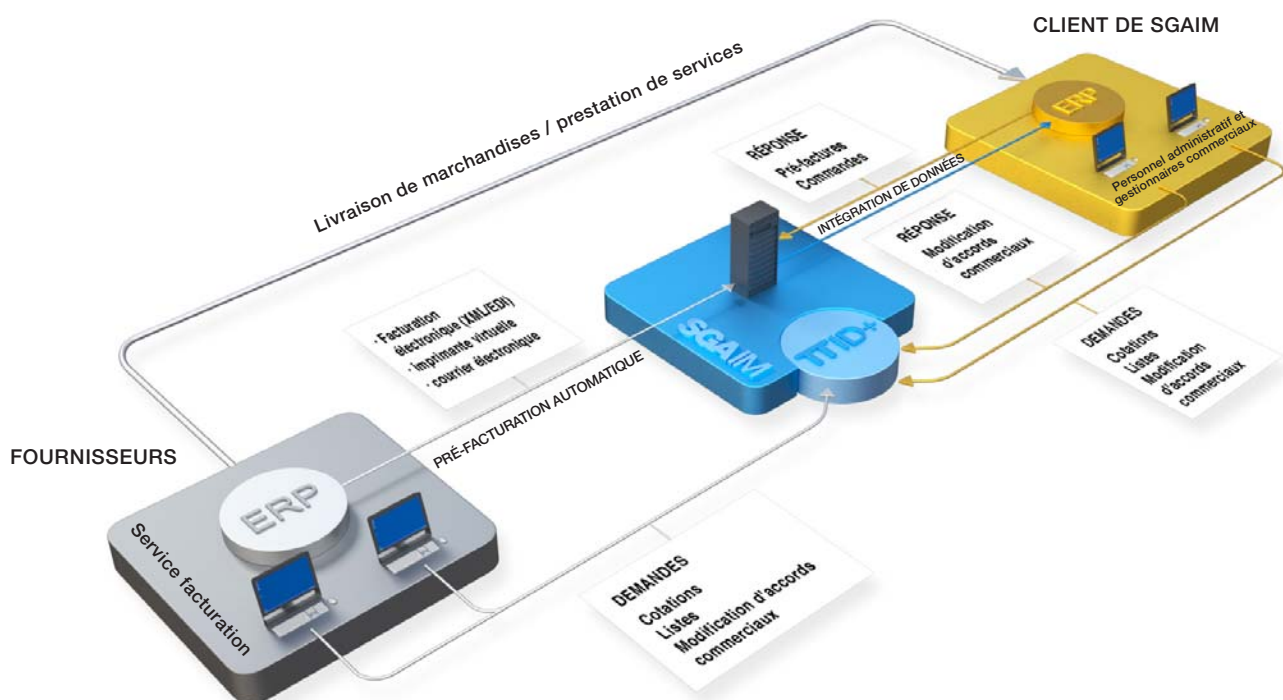 CLIENT DE SGAIM
Livraison de marchandises / prestation de services
ERP
Personnel administratif et
gestionnaires commerciaux
RÉPONSE
Pré-factures
Commandes
INTÉGRATION DE DONNÉES
RÉPONSE
Modification
d'accords
commerciaux
· Facturation
électronique (XML/EDI)
· imprimante virtuelle
· courrier électronique
SGAIM
TTID+
DEMANDES
Cotations
Listes
Modification
d'accords
commerciaux
PRÉ-FACTURATION AUTOMATIQUE
FOURNISSEURS
ERP
Service facturation
DEMANDES
Cotations
Listes
Modification d'accords
commerciaux